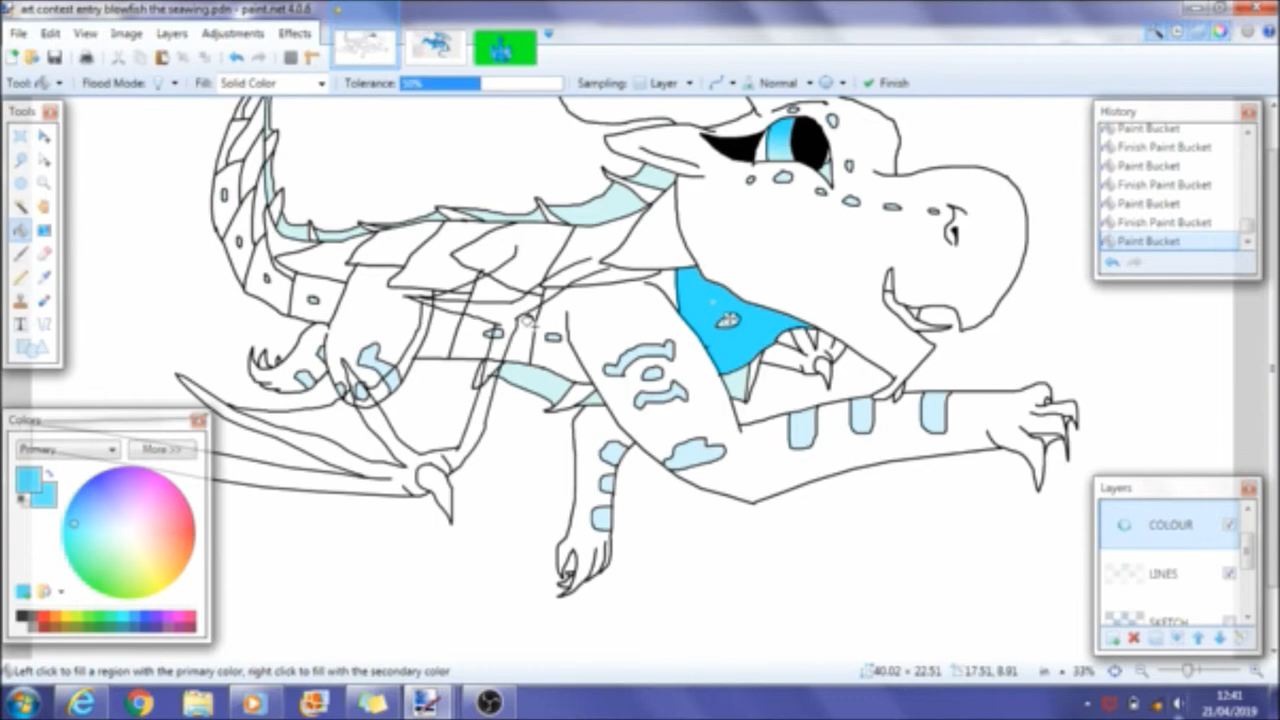 art contest entry blowfish the seawing.pdn - paint.net 4.0.6
File Edit View Image Layers Adjustments Effects
Tool: Flood Mode: Fill: Solid Color Tolerance: 50% Sampling: Layer Normal Finish
Tools
History
Paint Bucket
Finish Paint Bucket
Paint Bucket
Finish Paint Bucket
Paint Bucket
Finish Paint Bucket
Paint Bucket
Colors
Primary More >>
Layers
COLOUR
LINES
SKETCH
Left click to fill a region with the primary color, right click to fill with the secondary color
40.02 × 22.51 17.51, 8.91 in 33%
12:41
21/04/2019